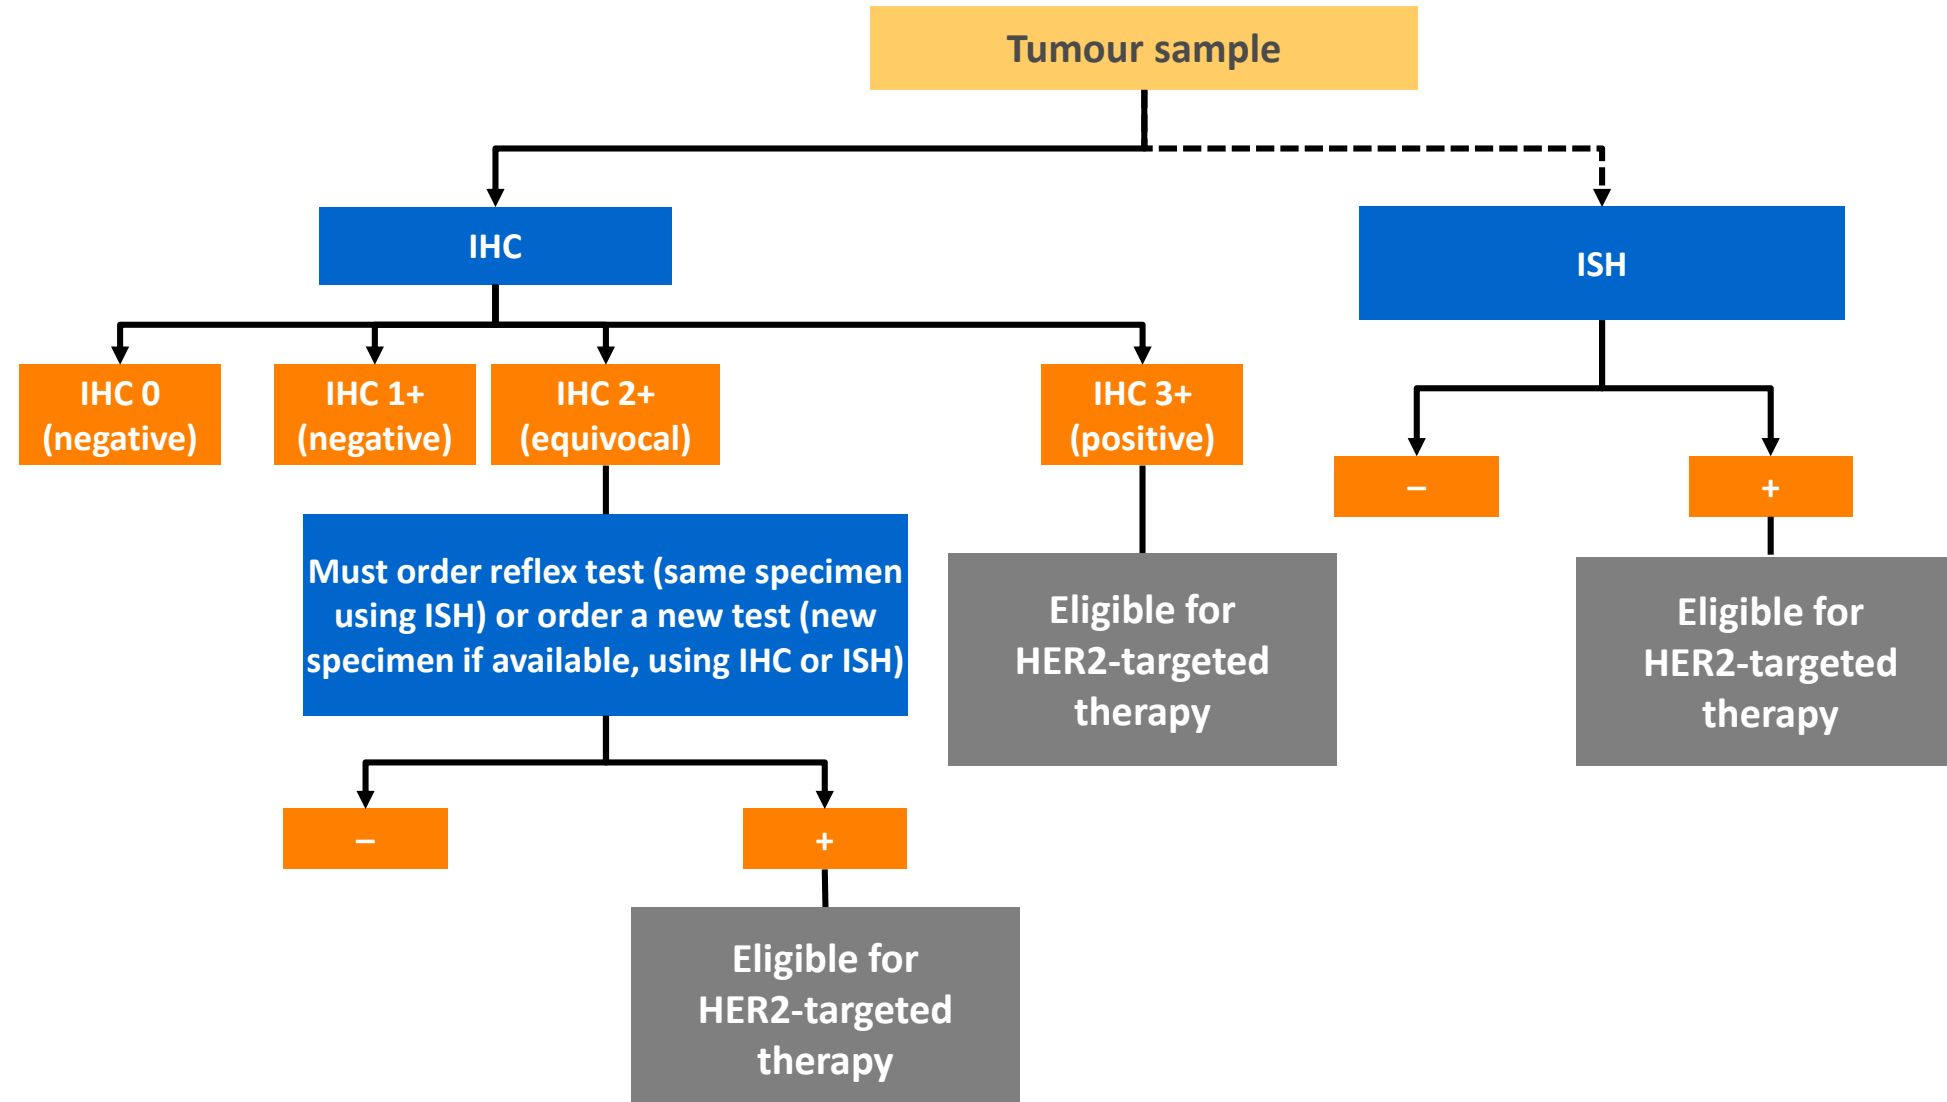 Tumour sample
IHC
ISH
IHC 0
(negative)
IHC 1+
(negative)
IHC 2+
(equivocal)
IHC 3+
(positive)
–
+
Must order reflex test (same specimen
using ISH) or order a new test (new
specimen if available, using IHC or ISH)
Eligible for
HER2-targeted
therapy
Eligible for
HER2-targeted
therapy
–
+
Eligible for
HER2-targeted
therapy